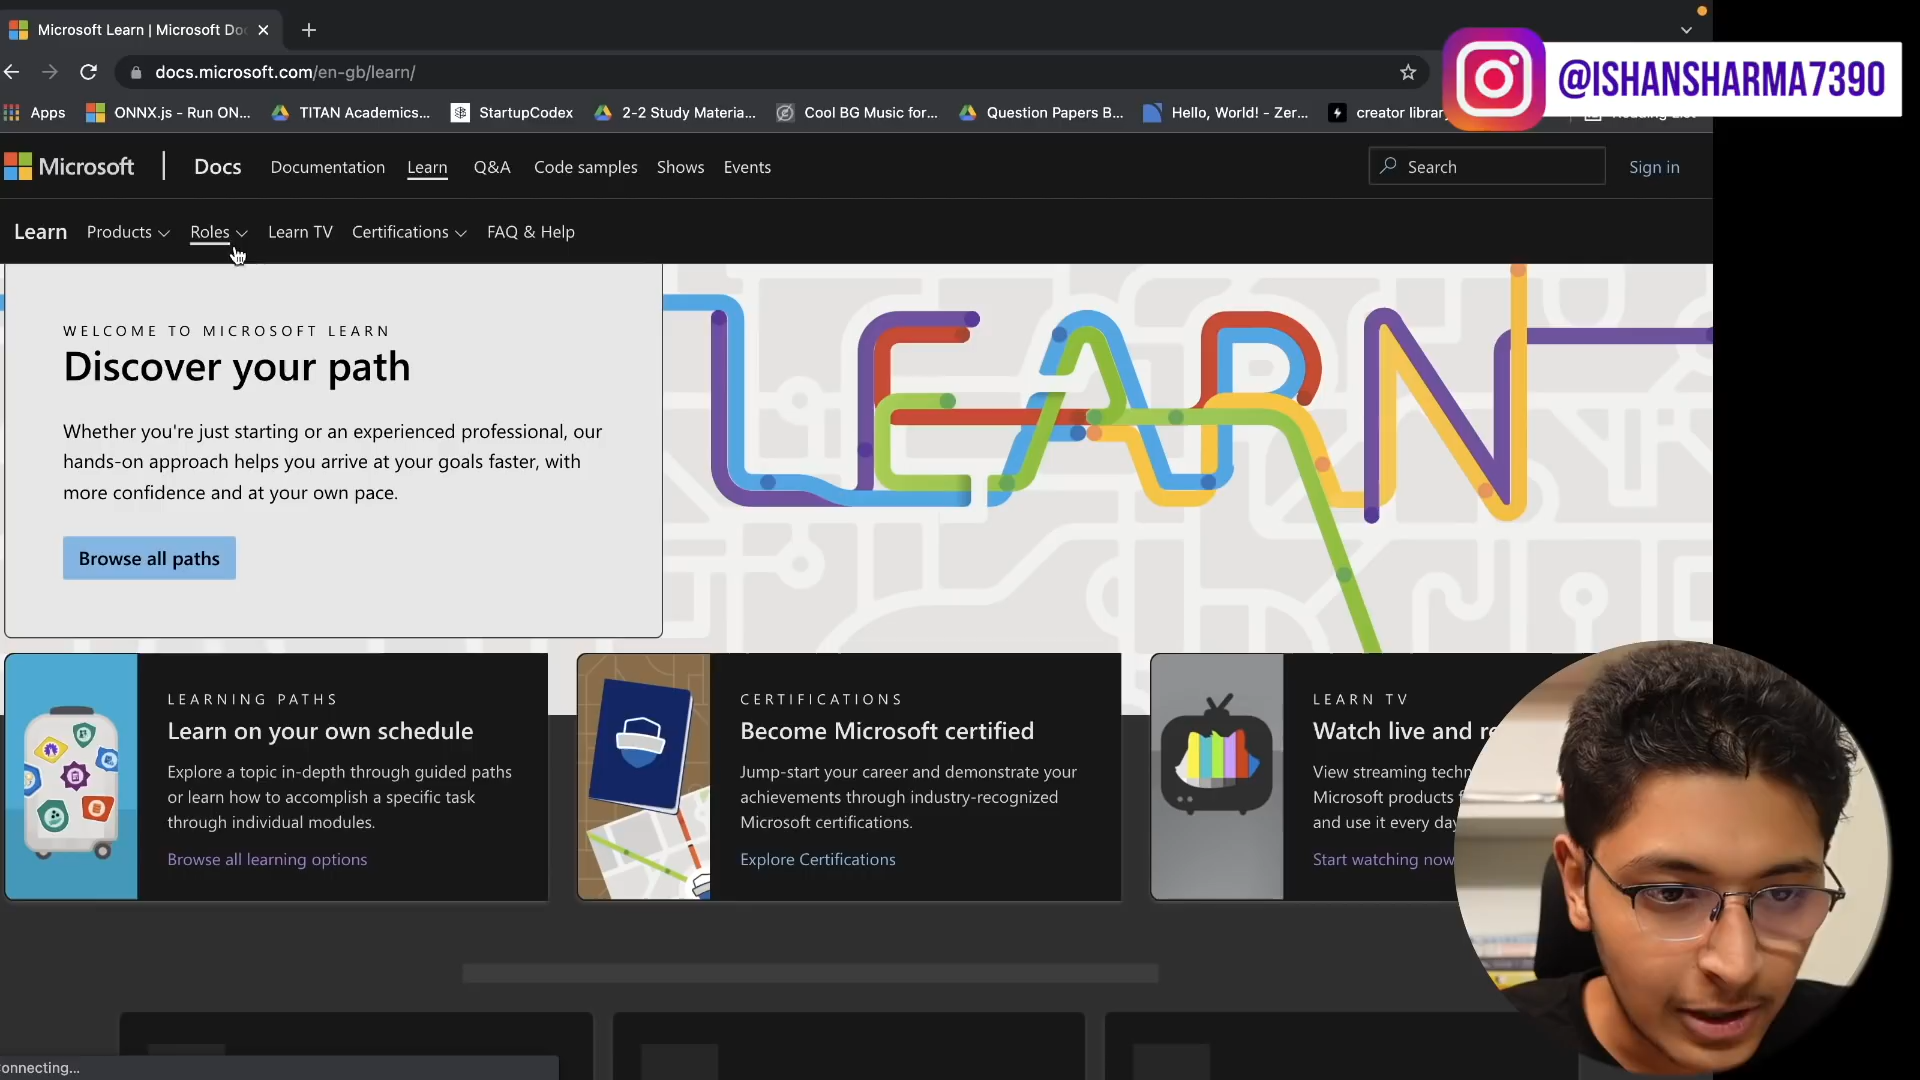 Microsoft Learn | Microsoft Do
docs.microsoft.com/en-gb/learn/
@ISHANSHARMA7390
Apps
ONNX.js - Run ON...
TITAN Academics...
StartupCodex
2-2 Study Materia...
Cool BG Music for...
Question Papers B...
Hello, World! - Zer...
creator library
Microsoft
Docs
Documentation
Learn
Q&A
Code samples
Shows
Events
Search
Sign in
Learn
Products
Roles
Learn TV
Certifications
FAQ & Help
WELCOME TO MICROSOFT LEARN
Discover your path
Whether you're just starting or an experienced professional, our
hands-on approach helps you arrive at your goals faster, with
more confidence and at your own pace.
Browse all paths
LEARN
LEARNING PATHS
Learn on your own schedule
Explore a topic in-depth through guided paths
or learn how to accomplish a specific task
through individual modules.
Browse all learning options
CERTIFICATIONS
Become Microsoft certified
Jump-start your career and demonstrate your
achievements through industry-recognized
Microsoft certifications.
Explore Certifications
LEARN TV
Watch live and
View streaming
Microsoft products
and use it every day
Start watching now
onnecting...